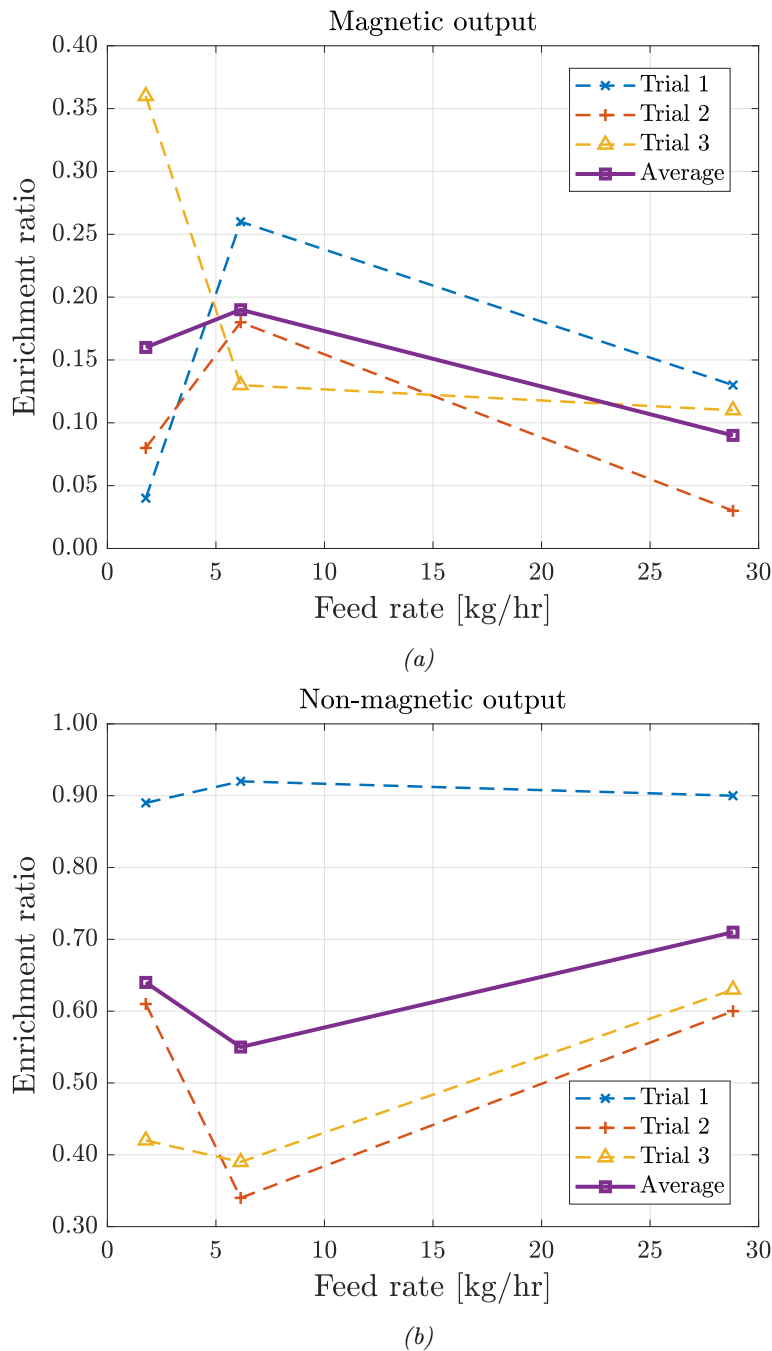 Magnetic output
0.40
0.35
0.30
0.25
0.20
0.15
0.10
0.05
0.00
Enrichment ratio
Trial 1
Trial 2
Trial 3
Average
0 5 10 15 20 25 30
Feed rate [kg/hr]
(a)
Non-magnetic output
1.00
0.90
0.80
0.70
0.60
0.50
0.40
0.30
Enrichment ratio
Trial 1
Trial 2
Trial 3
Average
0 5 10 15 20 25 30
Feed rate [kg/hr]
(b)